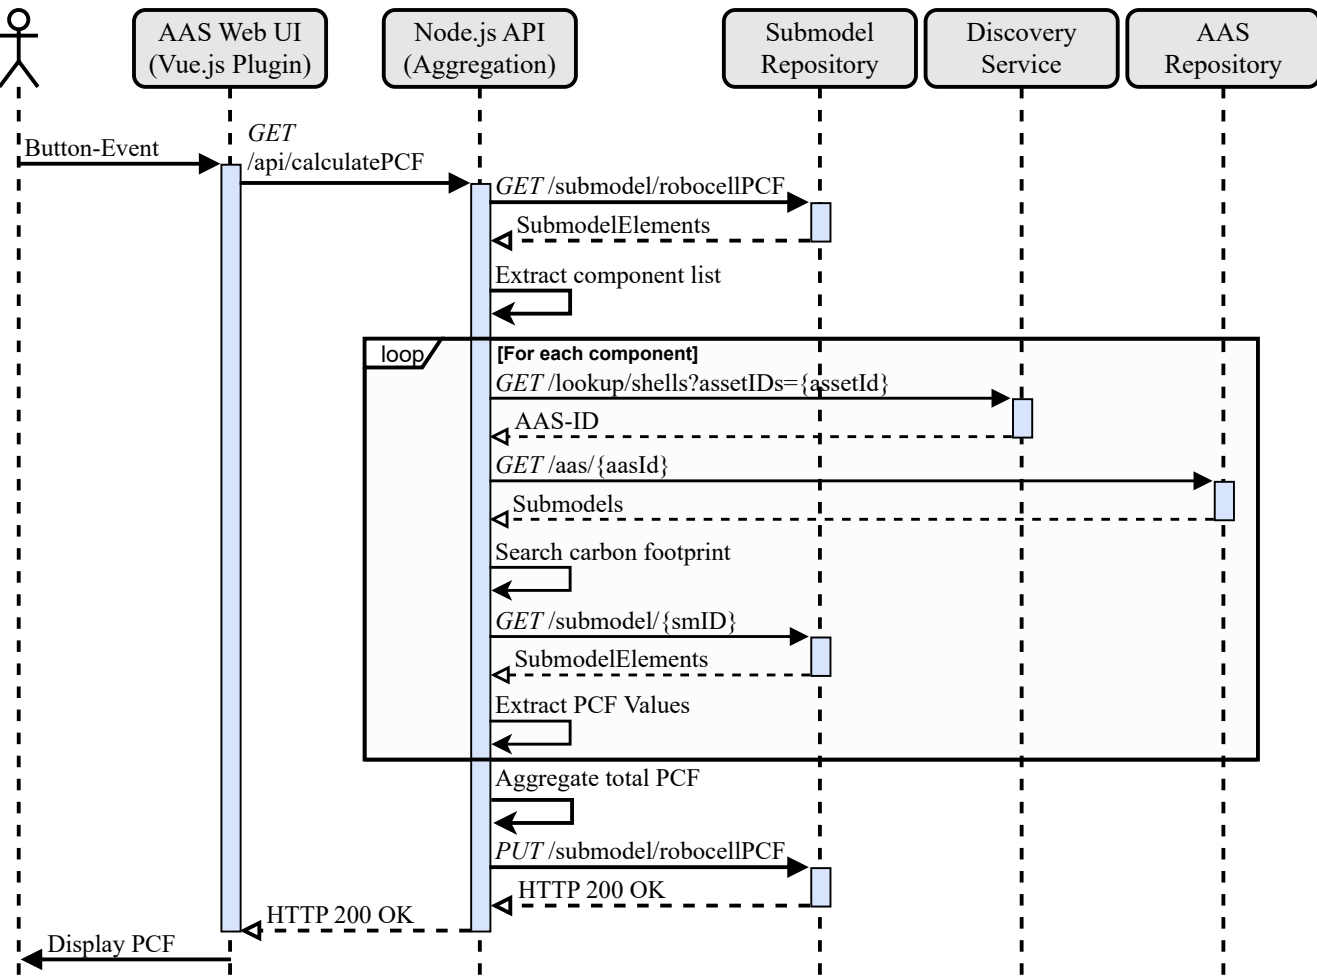 AAS Web UI
(Vue.js Plugin)
Node.js API
(Aggregation)
Submodel
Repository
Discovery
Service
AAS
Repository
Button-Event
GET
/api/calculatePCF
GET /submodel/robocellPCF
SubmodelElements
Extract component list
loop
[For each component]
GET /lookup/shells?assetIDs={assetId}
AAS-ID
GET /aas/{aasId}
Submodels
Search carbon footprint
GET /submodel/{smID}
SubmodelElements
Extract PCF Values
Aggregate total PCF
PUT /submodel/robocellPCF
HTTP 200 OK
HTTP 200 OK
Display PCF